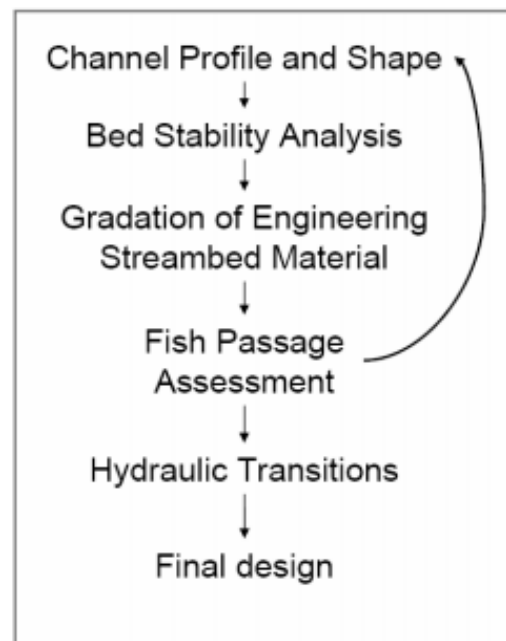 Channel Profile and Shape
Bed Stability Analysis
Gradation of Engineering
Streambed Material
Fish Passage
Assessment
Hydraulic Transitions
Final design